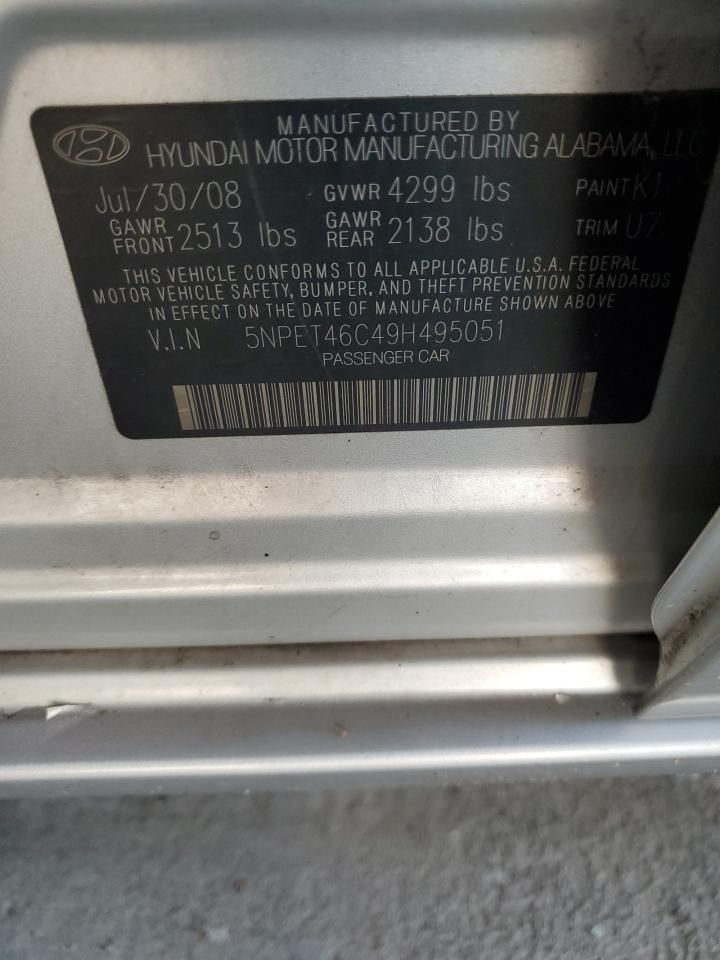 MANUFACTURED BY
HYUNDAI MOTOR MANUFACTURING ALABAMA, LLC
Jul/30/08 GVWR 4299 lbs PAINT
GAWR FRONT 2513 lbs GAWR REAR 2138 lbs TRIM
THIS VEHICLE CONFORMS TO ALL APPLICABLE U.S.A. FEDERAL
MOTOR VEHICLE SAFETY, BUMPER, AND THEFT PREVENTION STANDARDS
IN EFFECT ON THE DATE OF MANUFACTURE SHOWN ABOVE
V.I.N 5NPET46C49H495051
PASSENGER CAR